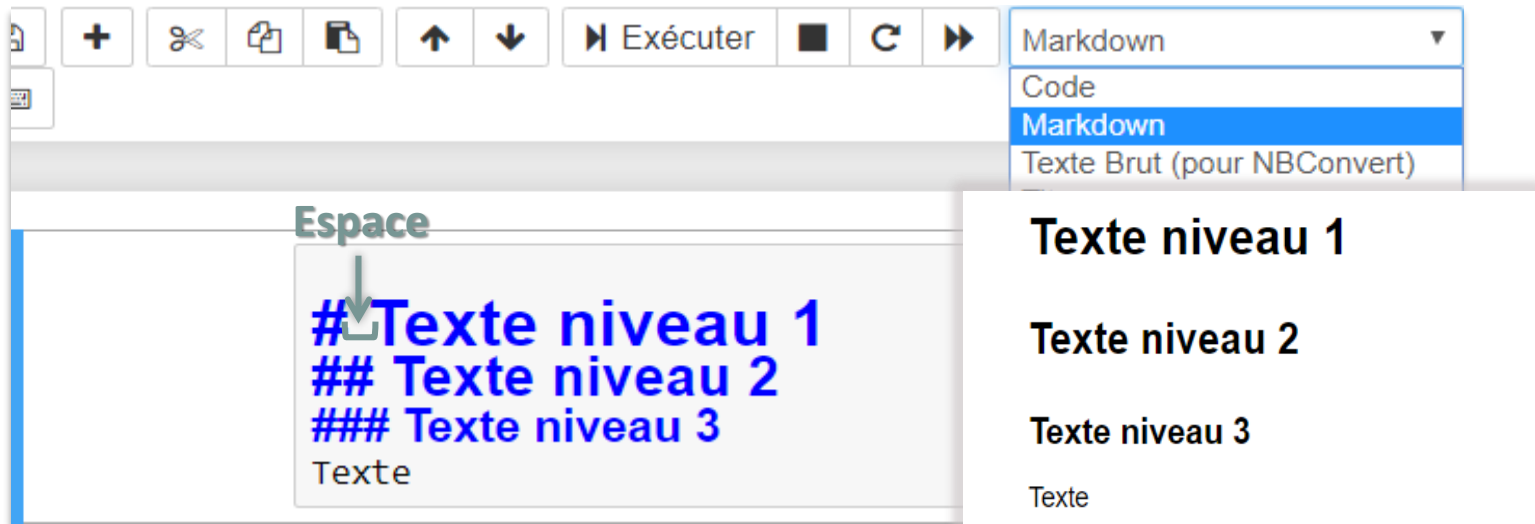 Exécuter
Markdown
Code
Markdown
Texte Brut (pour NBConvert)
Espace
# Texte niveau 1
## Texte niveau 2
### Texte niveau 3
Texte
Texte niveau 1
Texte niveau 2
Texte niveau 3
Texte